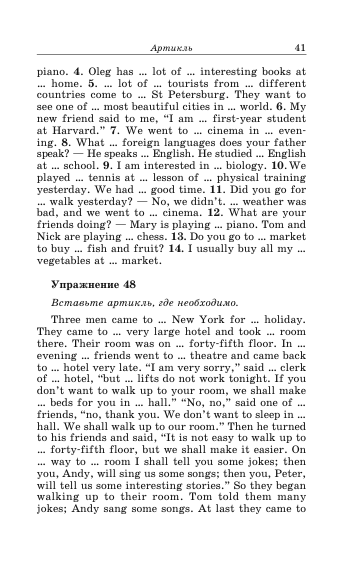 Артикль 41
piano. 4. Oleg has ... lot of ... interesting books at
... home. 5. ... lot of ... tourists from ... different
countries come to ... St Petersburg. They want to
see one of ... most beautiful cities in ... world. 6. My
new friend said to me, “I am ... first-year student
at Harvard.” 7. We went to ... cinema in ... even-
ing. 8. What ... foreign languages does your father
speak? — He speaks ... English. He studied ... English
at ... school. 9. I am interested in ... biology. 10. We
played ... tennis at ... lesson of ... physical training
yesterday. We had ... good time. 11. Did you go for
... walk yesterday? — No, we didn’t. ... weather was
bad, and we went to ... cinema. 12. What are your
friends doing? — Mary is playing ... piano. Tom and
Nick are playing ... chess. 13. Do you go to ... market
to buy ... fish and fruit? 14. I usually buy all my ...
vegetables at ... market.
Упражнение 48
Вставьте артикль, где необходимо.
Three men came to ... New York for ... holiday.
They came to ... very large hotel and took ... room
there. Their room was on ... forty-fifth floor. In ...
evening ... friends went to ... theatre and came back
to ... hotel very late. “I am very sorry,” said ... clerk
of ... hotel, “but ... lifts do not work tonight. If you
don’t want to walk up to your room, we shall make
... beds for you in ... hall.” “No, no,” said one of ...
friends, “no, thank you. We don’t want to sleep in ...
hall. We shall walk up to our room.” Then he turned
to his friends and said, “It is not easy to walk up to
... forty-fifth floor, but we shall make it easier. On
... way to ... room I shall tell you some jokes; then
you, Andy, will sing us some songs; then you, Peter,
will tell us some interesting stories.” So they began
walking up to their room. Tom told them many
jokes; Andy sang some songs. At last they came to